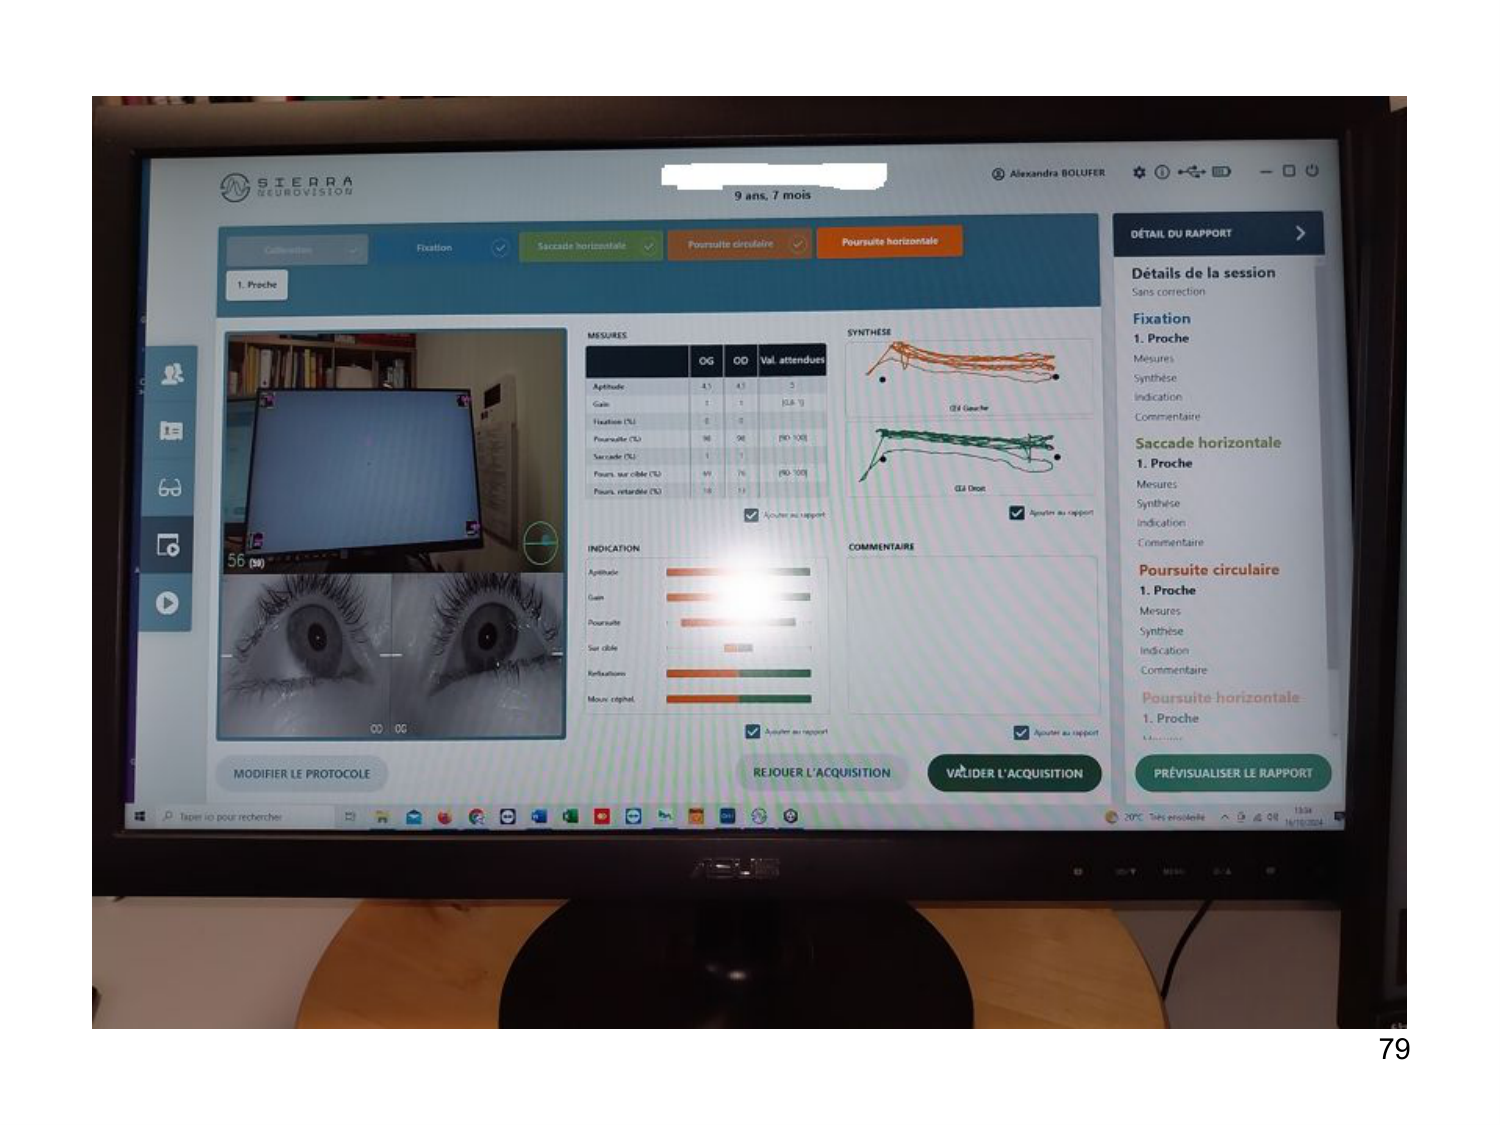 SIERRA
NEUROVISION
9 ans, 7 mois
Alexandra BOLUFER
Calibration
Fixation
Saccade horizontale
Poursuite circulaire
Poursuite horizontale
1. Proche
MESURES
OG OD Val. attendues
Aptitude 4,5 4,5 5
Gain 1 1
Fixation (%) 0 0
Poursuite (%) 98 98 [90-100]
Saccade (%) 1 1
Pours. sur cible (%) 69 76 [90-100]
Pours. retardée (%)
Ajouter au rapport
SYNTHÈSE
Œil Gauche
Œil Droit
Ajouter au rapport
56 (59)
OD OG
INDICATION
Aptitude
Gain
Poursuite
Sur cible
Refixations
Mouv. céphal.
Ajouter au rapport
COMMENTAIRE
Ajouter au rapport
MODIFIER LE PROTOCOLE
REJOUER L'ACQUISITION
VALIDER L'ACQUISITION
DÉTAIL DU RAPPORT
Détails de la session
Sans correction
Fixation
1. Proche
Mesures
Synthèse
Indication
Commentaire
Saccade horizontale
1. Proche
Mesures
Synthèse
Indication
Commentaire
Poursuite circulaire
1. Proche
Mesures
Synthèse
Indication
Commentaire
Poursuite horizontale
1. Proche
PRÉVISUALISER LE RAPPORT
Taper ici pour rechercher
20°C Très ensoleillé
16/10/2024
ASUS
MENU
79